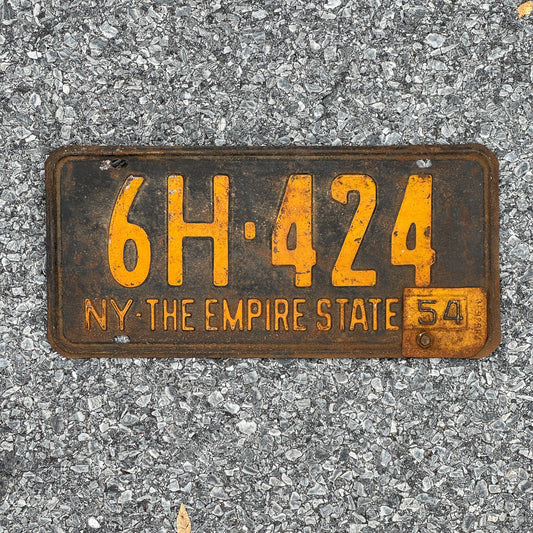 6H·424
NY·THE EMPIRE STATE
54